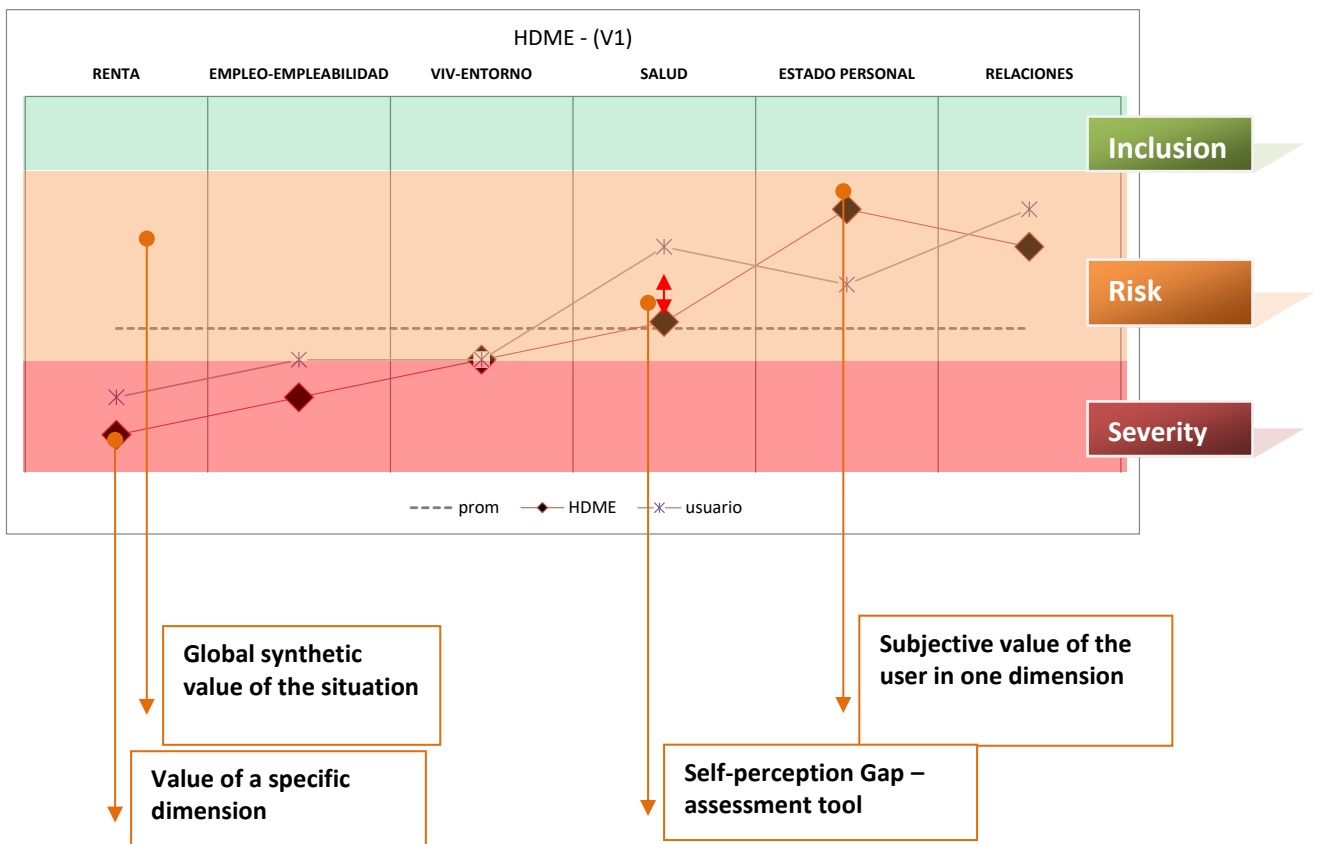 HDME - (V1)
RENTA
EMPLEO-EMPLEABILIDAD
VIV-ENTORNO
SALUD
ESTADO PERSONAL
RELACIONES
Inclusion
Risk
Severity
prom
HDME
usuario
Global synthetic
value of the situation
Value of a specific
dimension
Subjective value of the
user in one dimension
Self-perception Gap –
assessment tool